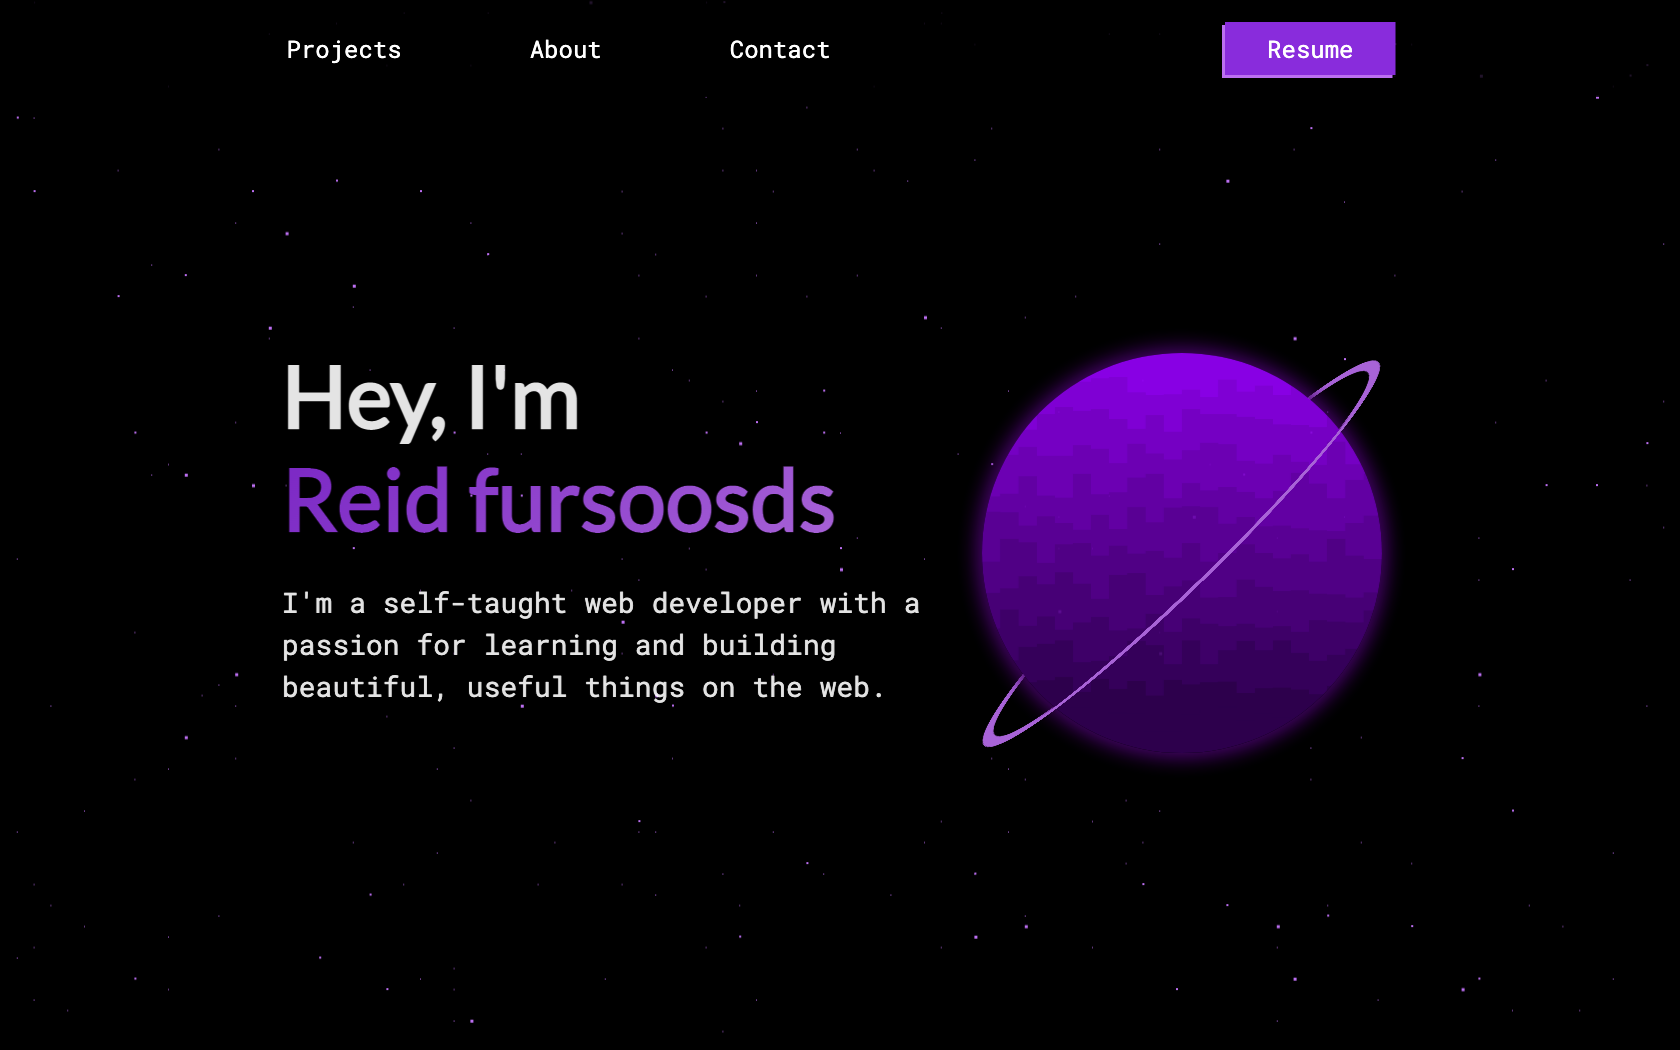 Projects About Contact Resume
Hey, I'm
Reid fursoosds
I'm a self-taught web developer with a
passion for learning and building
beautiful, useful things on the web.